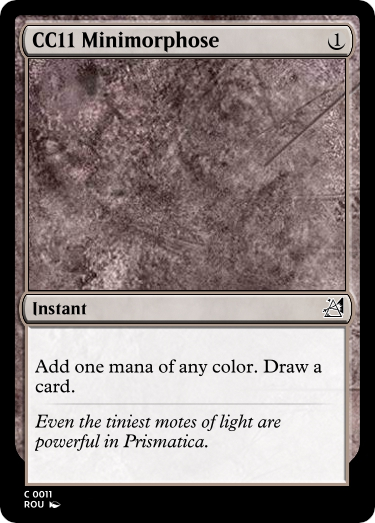 CC11 Minimorphose 1
Instant
Add one mana of any color. Draw a
card.
Even the tiniest motes of light are
powerful in Prismatica.
C 0011
ROU